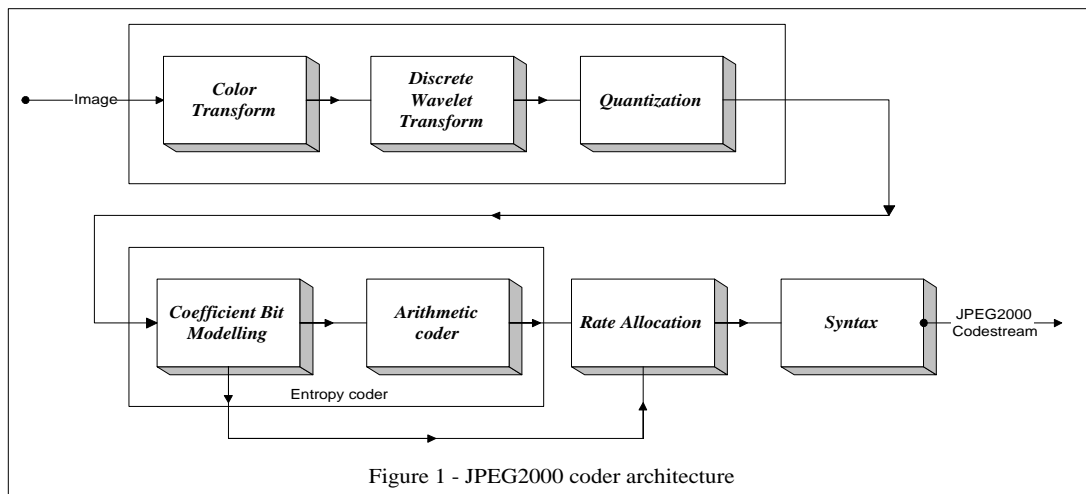 Image
Color
Transform
Discrete
Wavelet
Transform
Quantization
Coefficient Bit
Modelling
Arithmetic
coder
Entropy coder
Rate Allocation
Syntax
JPEG2000
Codestream
Figure 1 - JPEG2000 coder architecture